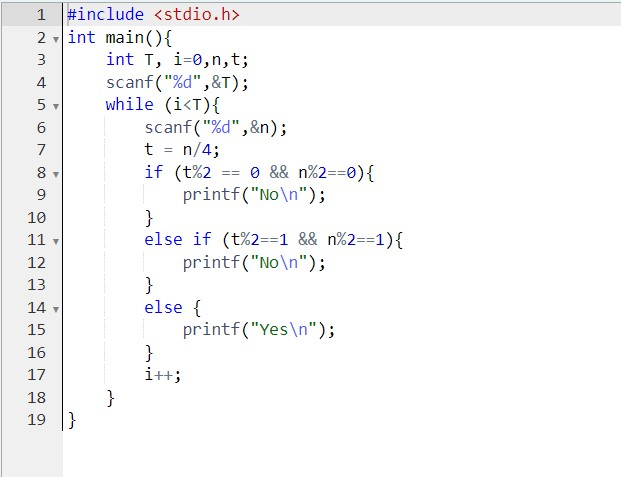 1 #include <stdio.h>
2 int main(){
3     int T, i=0,n,t;
4     scanf("%d",&T);
5     while (i<T){
6         scanf("%d",&n);
7         t = n/4;
8         if (t%2 == 0 && n%2==0){
9             printf("No\n");
10         }
11         else if (t%2==1 && n%2==1){
12             printf("No\n");
13         }
14         else {
15             printf("Yes\n");
16         }
17         i++;
18     }
19 }